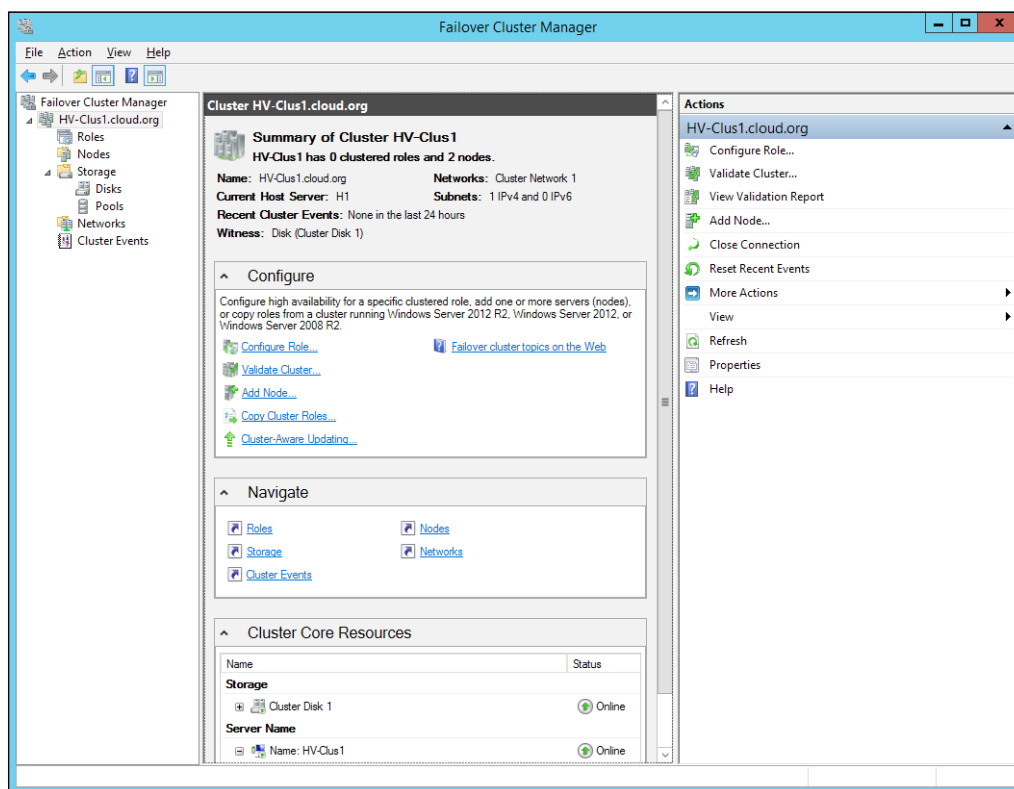 Failover Cluster Manager
File Action View Help
Failover Cluster Manager
HV-Clus1.cloud.org
Roles
Nodes
Storage
Disks
Pools
Networks
Cluster Events
Cluster HV-Clus1.cloud.org
Summary of Cluster HV-Clus1
HV-Clus1 has 0 clustered roles and 2 nodes.
Name: HV-Clus1.cloud.org Networks: Cluster Network 1
Current Host Server: H1 Subnets: 1 IPv4 and 0 IPv6
Recent Cluster Events: None in the last 24 hours
Witness: Disk (Cluster Disk 1)
Configure
Configure high availability for a specific clustered role, add one or more servers (nodes),
or copy roles from a cluster running Windows Server 2012 R2, Windows Server 2012, or
Windows Server 2008 R2.
Configure Role... Failover cluster topics on the Web
Validate Cluster...
Add Node...
Copy Cluster Roles...
Cluster-Aware Updating...
Navigate
Roles Nodes
Storage Networks
Cluster Events
Cluster Core Resources
Name Status
Storage
Cluster Disk 1 Online
Server Name
Name: HV-Clus1 Online
Actions
HV-Clus1.cloud.org
Configure Role...
Validate Cluster...
View Validation Report
Add Node...
Close Connection
Reset Recent Events
More Actions
View
Refresh
Properties
Help